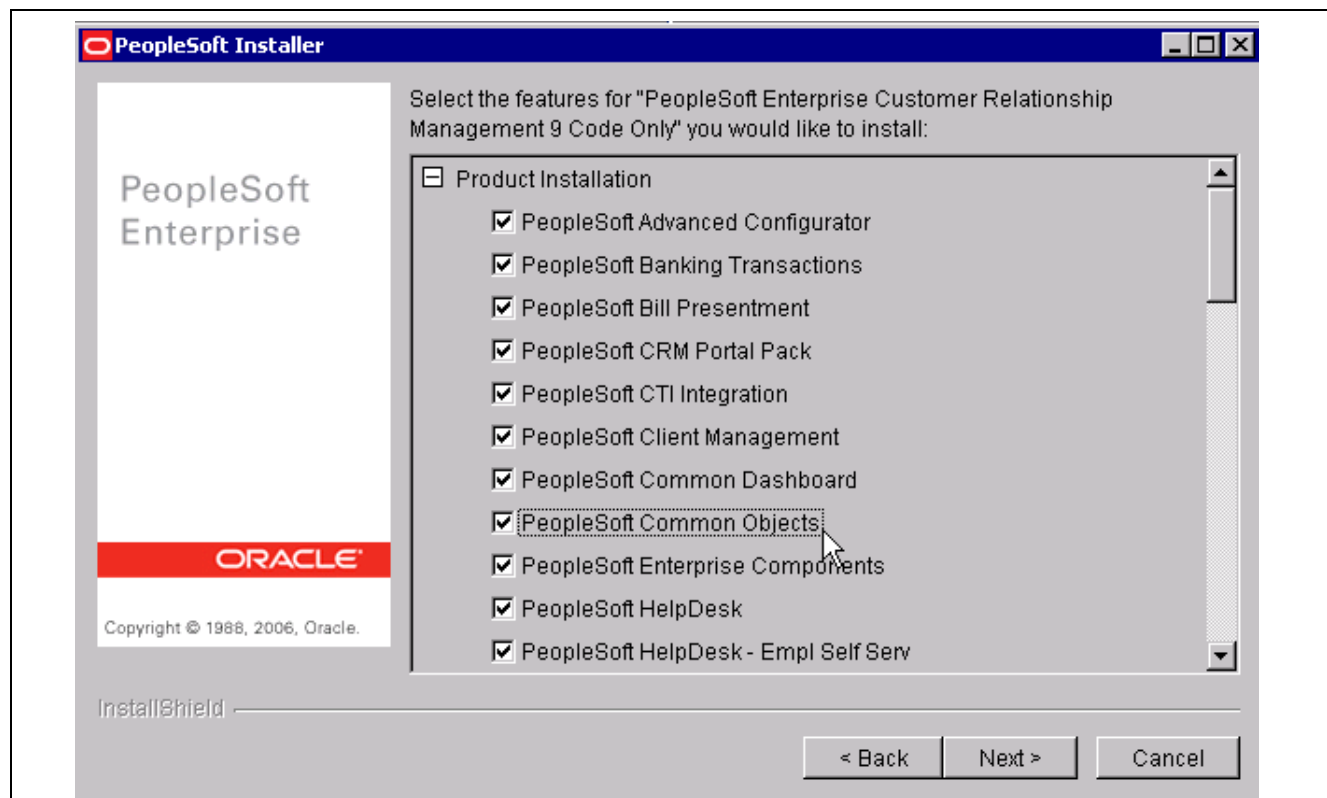 PeopleSoft Installer
PeopleSoft
Enterprise
ORACLE
Copyright © 1988, 2006, Oracle.
Select the features for "PeopleSoft Enterprise Customer Relationship
Management 9 Code Only" you would like to install:
Product Installation
PeopleSoft Advanced Configurator
PeopleSoft Banking Transactions
PeopleSoft Bill Presentment
PeopleSoft CRM Portal Pack
PeopleSoft CTI Integration
PeopleSoft Client Management
PeopleSoft Common Dashboard
PeopleSoft Common Objects
PeopleSoft Enterprise Components
PeopleSoft HelpDesk
PeopleSoft HelpDesk - Empl Self Serv
InstallShield
< Back
Next >
Cancel